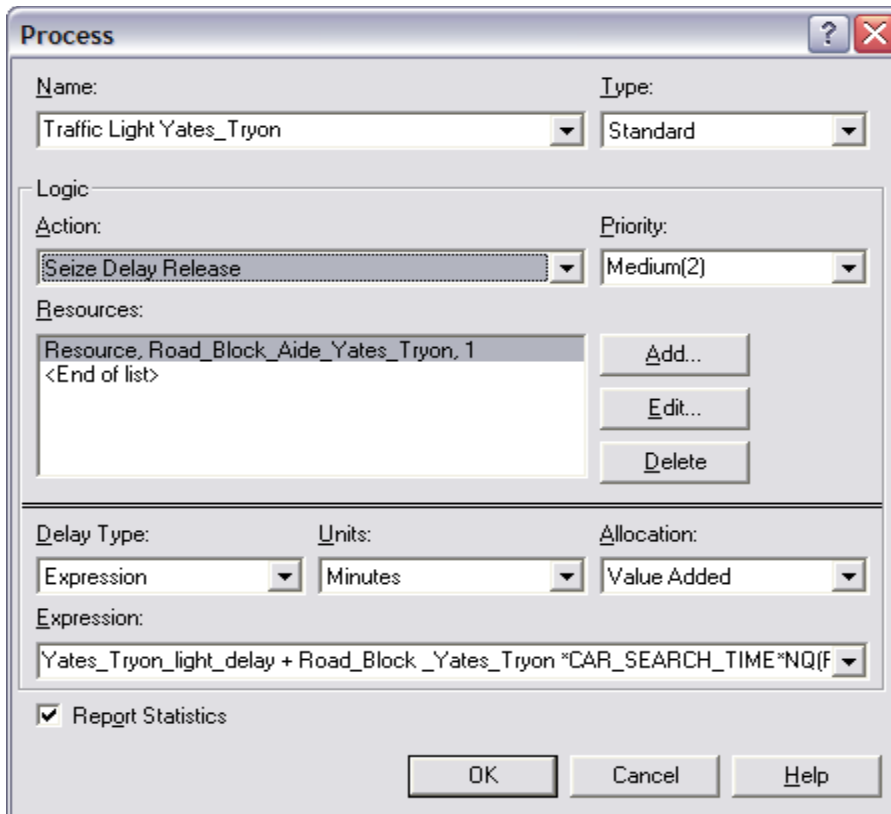 Process
Name:
Type:
Traffic Light Yates_Tryon
Standard
Logic
Action:
Priority:
Seize Delay Release
Medium(2)
Resources:
Resource, Road_Block_Aide_Yates_Tryon, 1
<End of list>
Add...
Edit...
Delete
Delay Type:
Units:
Allocation:
Expression
Minutes
Value Added
Expression:
Yates_Tryon_light_delay + Road_Block _Yates_Tryon *CAR_SEARCH_TIME*NQ(F
Report Statistics
OK
Cancel
Help